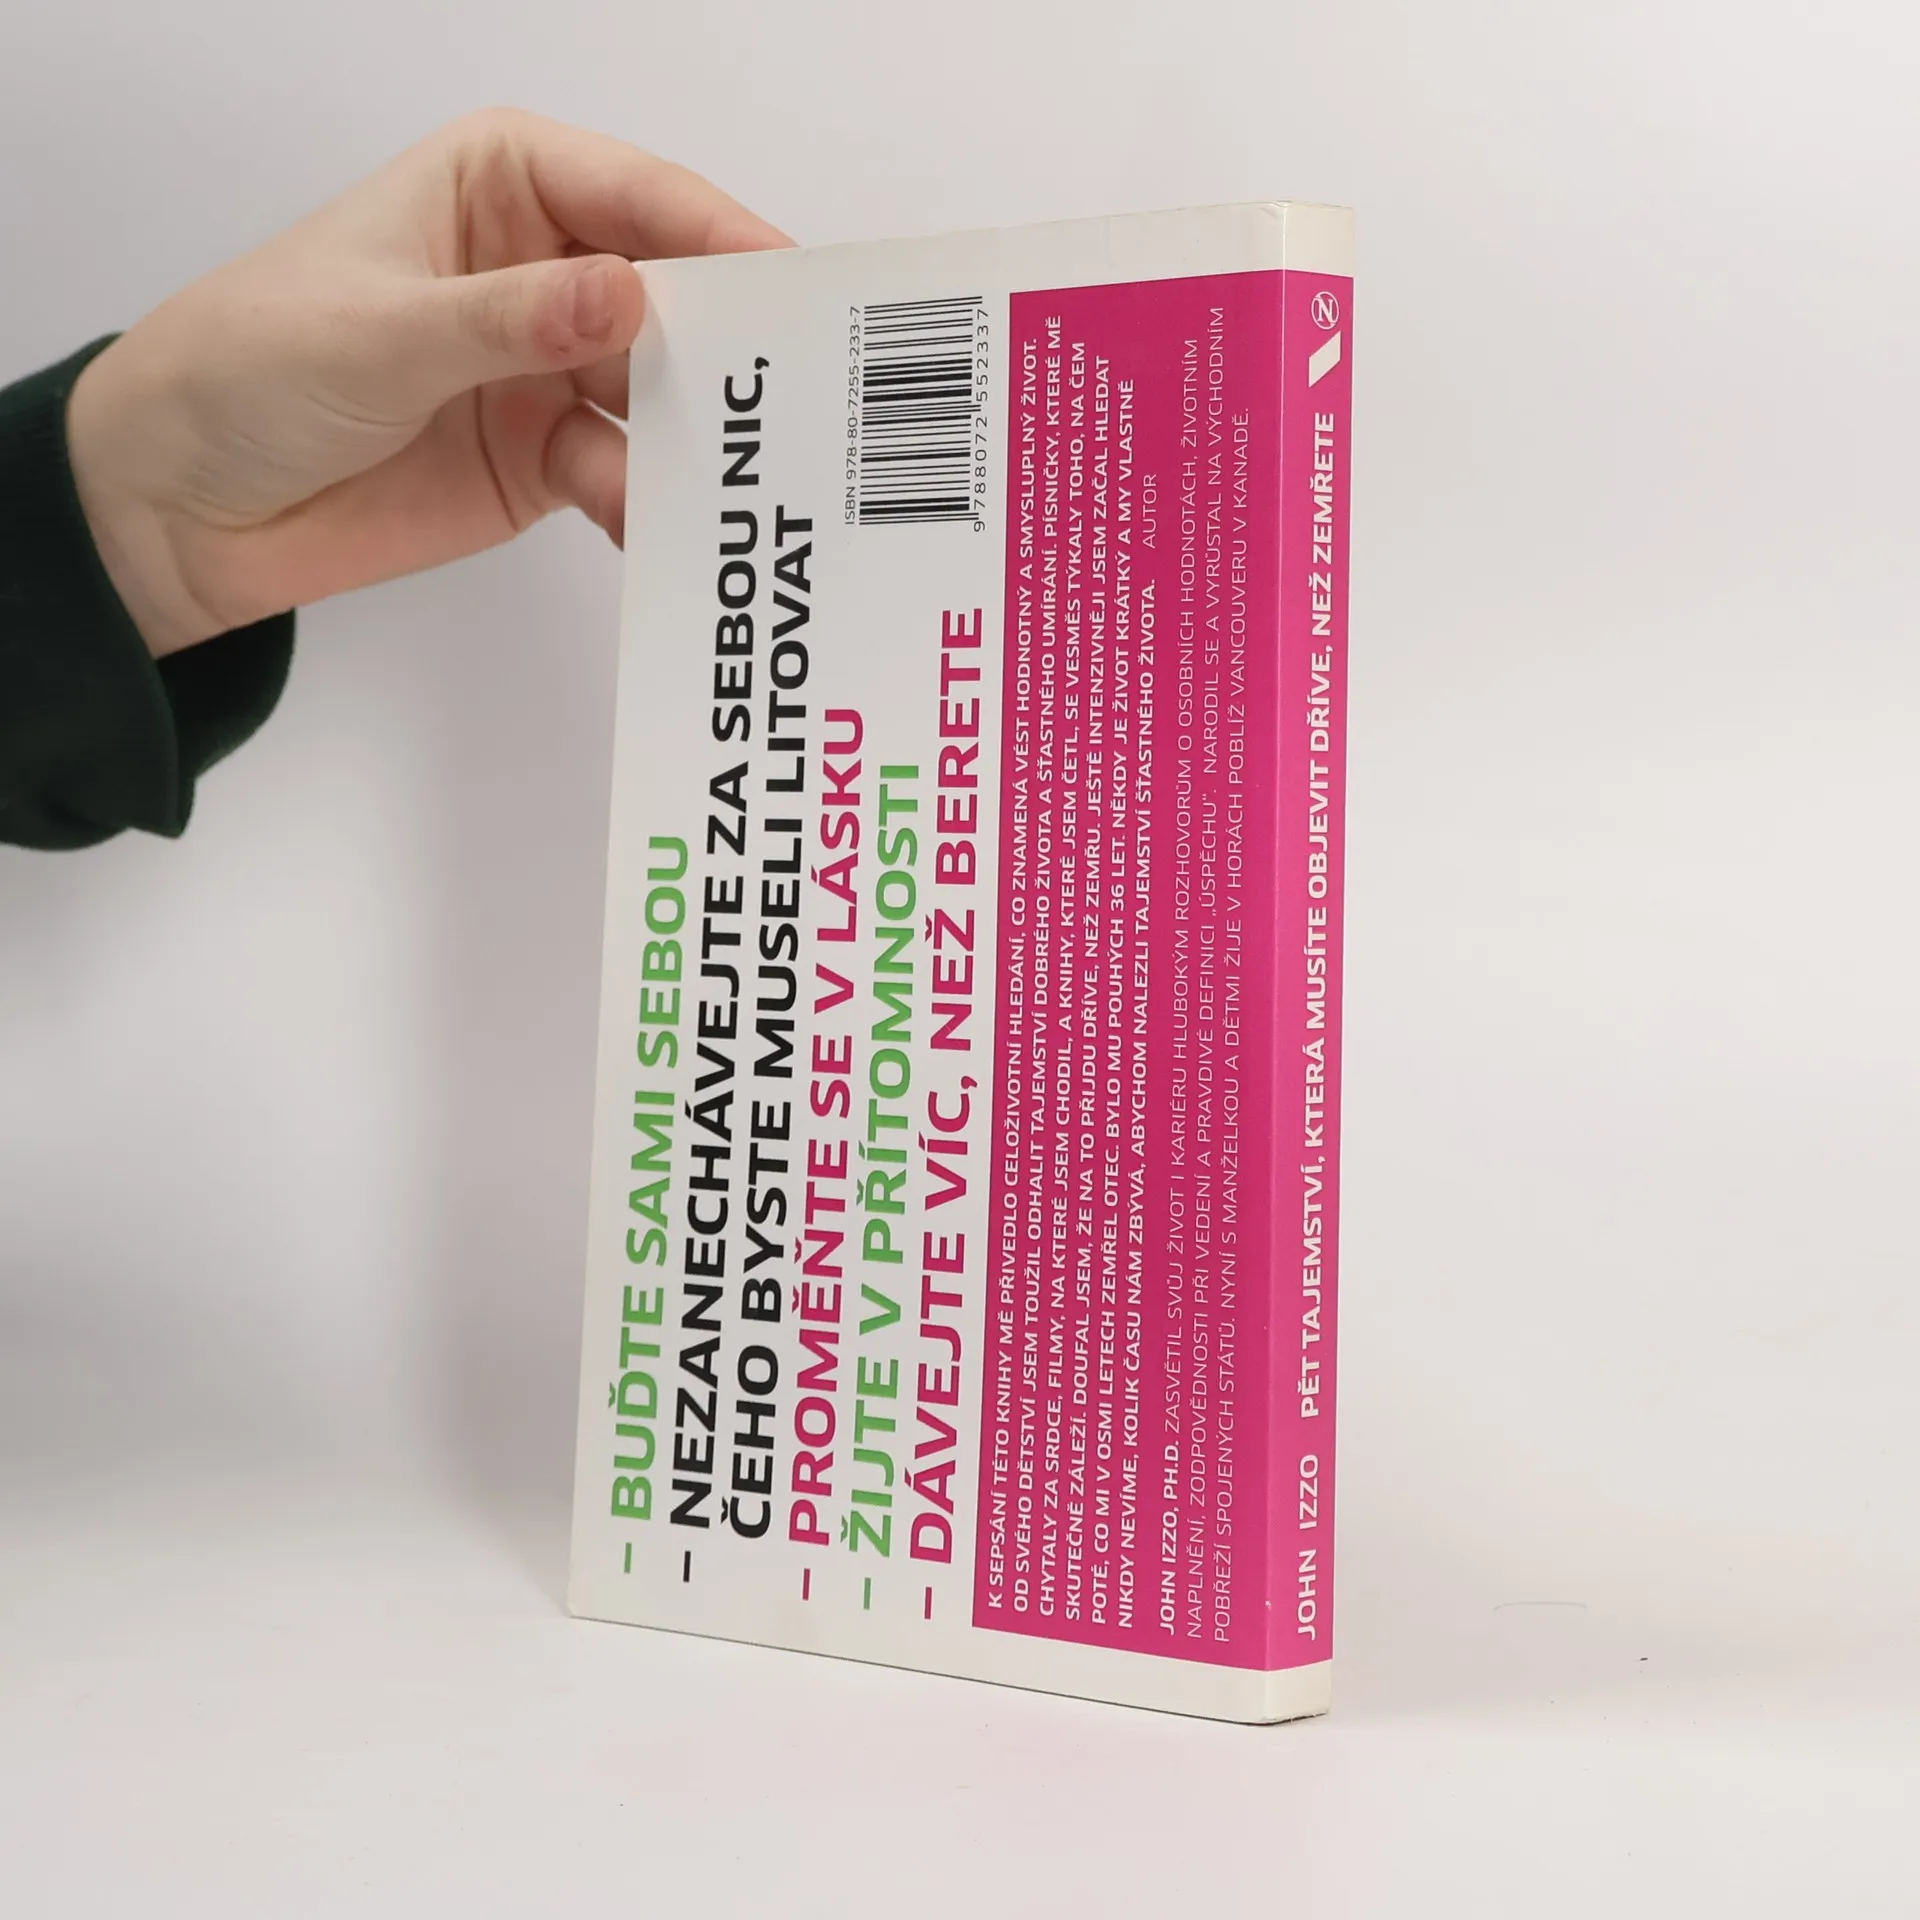 – BUĎTE SAMI SEBOU
– NEZANECHÁVEJTE ZA SEBOU NIC,
ČEHO BYSTE MUSELI LITOVAT
– PROMĚŇTE SE V LÁSKU
– ŽIJTE V PŘÍTOMNOSTI
– DÁVEJTE VÍC, NEŽ BERETE
ISBN 978-80-7255-233-7
9 788072 552337
K SEPSÁNÍ TÉTO KNIHY MĚ PŘIVEDLO CELOŽIVOTNÍ HLEDÁNÍ, CO ZNAMENÁ VÉST HODNOTNÝ A SMYSLUPLNÝ ŽIVOT.
OD SVÉHO DĚTSTVÍ JSEM TOUŽIL ODHALIT TAJEMSTVÍ DOBRÉHO ŽIVOTA A ŠŤASTNÉHO UMÍRÁNÍ. PÍSNIČKY, KTERÉ MĚ
CHYTALY ZA SRDCE, FILMY, NA KTERÉ JSEM CHODIL, A KNIHY, KTERÉ JSEM ČETL, SE VESMĚS TÝKALY TOHO, NA ČEM
SKUTEČNĚ ZÁLEŽÍ. DOUFAL JSEM, ŽE NA TO PŘIJDU DŘÍVE, NEŽ ZEMŘU. JEŠTĚ INTENZIVNĚJI JSEM ZAČAL HLEDAT
POTÉ, CO MI V OSMI LETECH ZEMŘEL OTEC. BYLO MU POUHÝCH 36 LET. NĚKDY JE ŽIVOT KRÁTKÝ A MY VLASTNĚ
NIKDY NEVÍME, KOLIK ČASU NÁM ZBÝVÁ, ABYCHOM NALEZLI TAJEMSTVÍ ŠŤASTNÉHO ŽIVOTA. AUTOR
JOHN IZZO, PH.D. ZASVĚTIL SVŮJ ŽIVOT I KARIÉRU HLUBOKÝM ROZHOVORŮM O OSOBNÍCH HODNOTÁCH, ŽIVOTNÍM
NAPLNĚNÍ, ZODPOVĚDNOSTI PŘI VEDENÍ A PRAVDIVÉ DEFINICI „ÚSPĚCHU“. NARODIL SE A VYRŮSTAL NA VÝCHODNÍM
POBŘEŽÍ SPOJENÝCH STÁTŮ. NYNÍ S MANŽELKOU A DĚTMI ŽIJE V HORÁCH POBLÍŽ VANCOUVERU V KANADĚ.
JOHN IZZO PĚT TAJEMSTVÍ, KTERÁ MUSÍTE OBJEVIT DŘÍVE, NEŽ ZEMŘETE